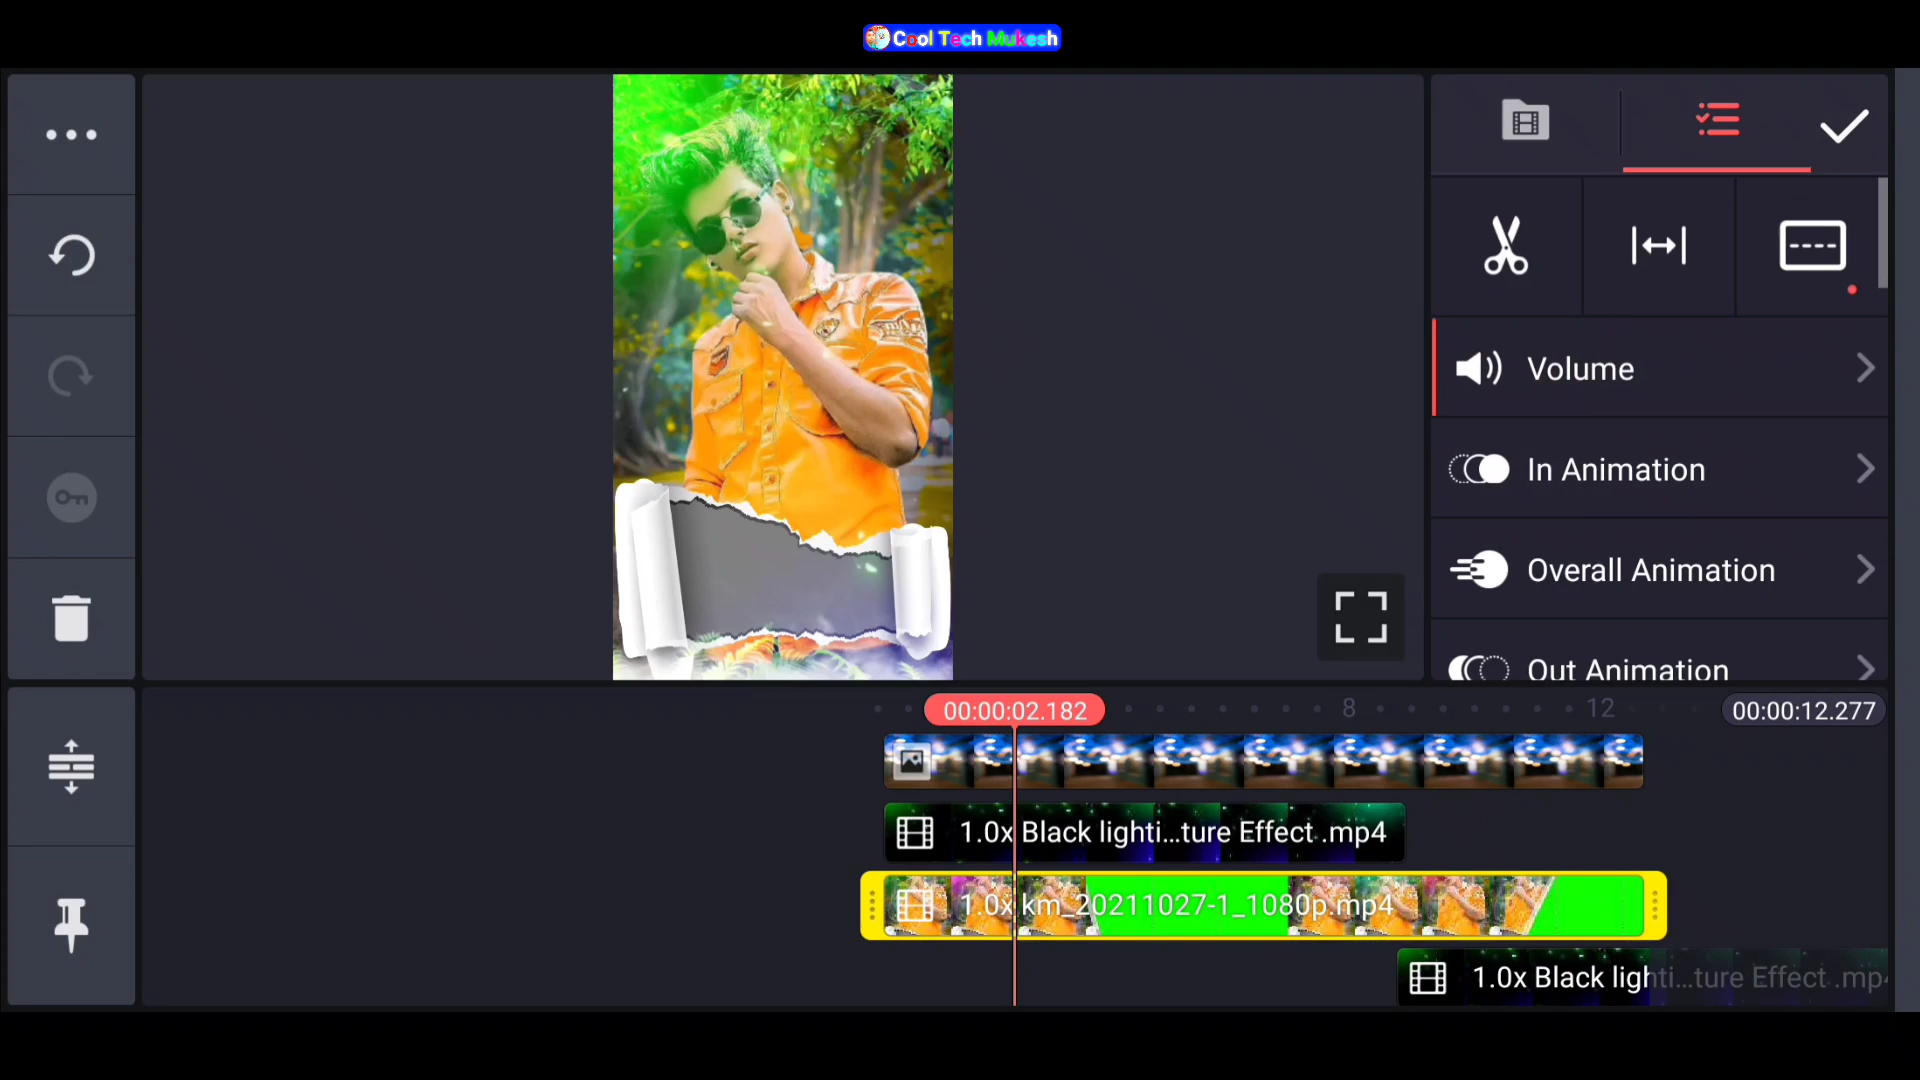 Cool Tech Mukesh
Volume
In Animation
Overall Animation
Out Animation
00:00:02.182
8
12
00:00:12.277
1.0x Black lighti...ture Effect .mp4
1.0x km_20211027-1_1080p.mp4
1.0x Black lighti...ture Effect .mp4